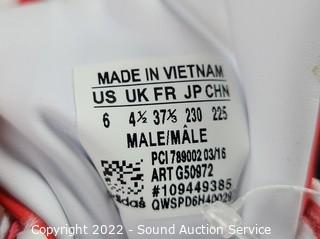 MADE IN VIETNAM
US UK FR JP CHN
6 4½ 37⅓ 230 225
MALE/MÂLE
PCI 789002 03/16
ART G50972
#109449385
adidas QWSPD6H40029
Copyright 2022 - Sound Auction Service